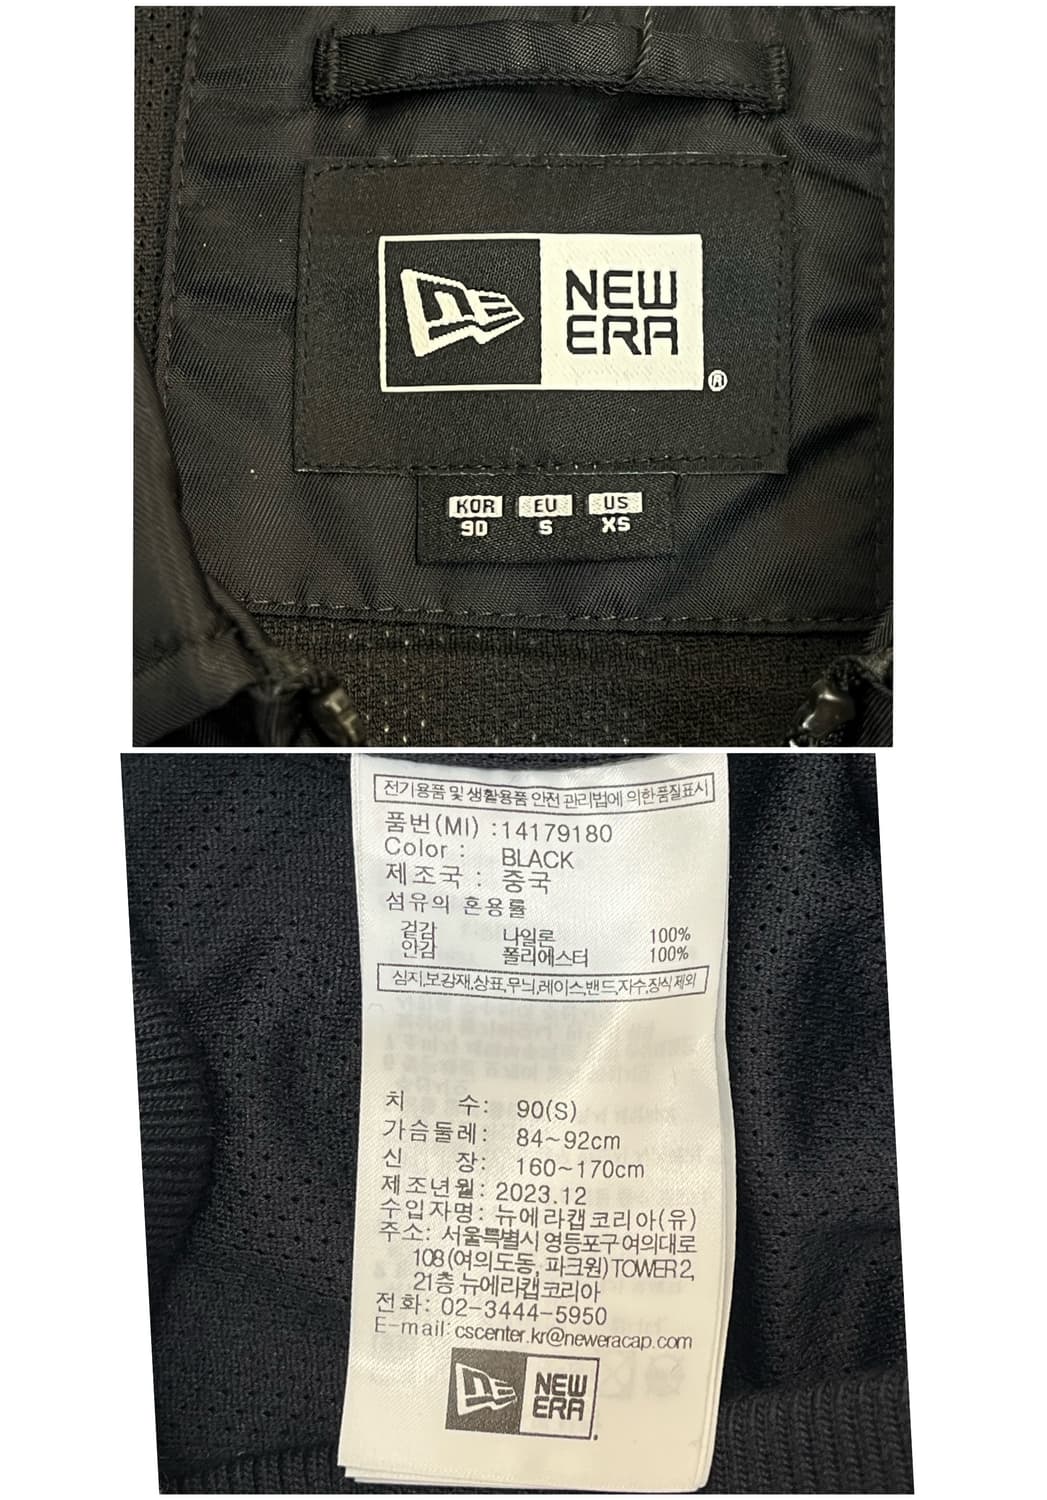 NEW
ERA
®
KOR EU US
90 S XS
전기용품 및 생활용품 안전 관리법에 의한 품질표시
품번(MI) :14179180
Color : BLACK
제조국 : 중국
섬유의 혼용률
겉감 나일론 100%
안감 폴리에스터 100%
심지,보강재,상표,무늬,레이스,밴드,자수,장식 제외
치 수: 90(S)
가슴둘레: 84~92cm
신 장: 160~170cm
제조년월: 2023.12
수입자명: 뉴에라캡코리아(유)
주소: 서울특별시 영등포구 여의대로
108 (여의도동, 파크원) TOWER 2,
21층 뉴에라캡코리아
전화: 02-3444-5950
E-mail: cscenter.kr@neweracap.com
NEW
ERA